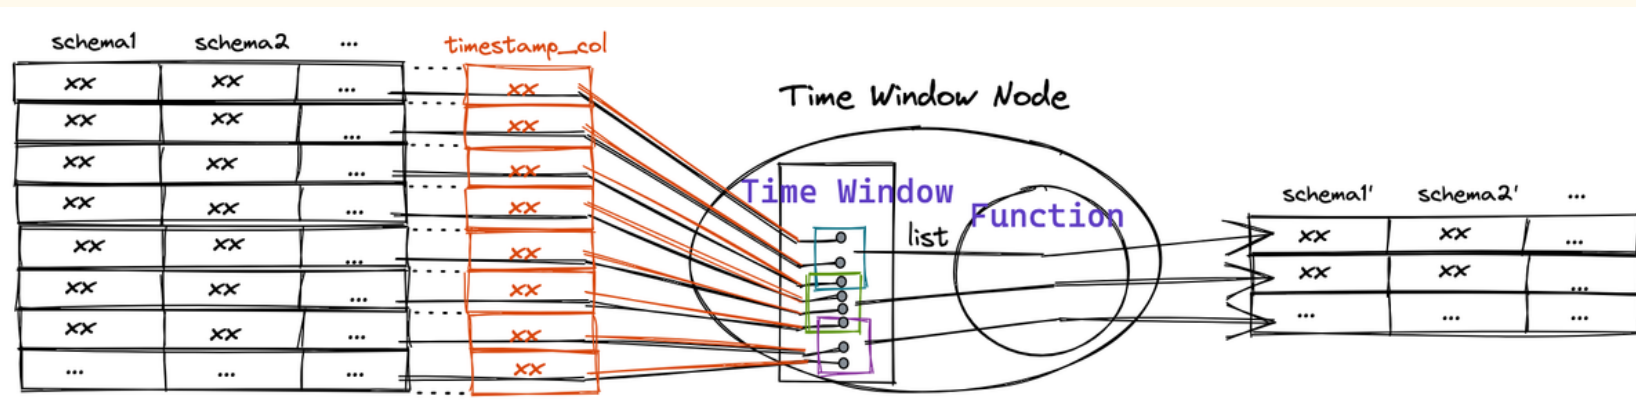 schema1 schema2 ... timestamp_col
xx xx ... xx
xx xx ... xx
xx xx ... xx
xx xx ... xx
xx xx ... xx
xx xx ... xx
xx xx ... xx
... ... ... xx
Time Window Node
Time Window
list
Function
schema1' schema2' ...
xx xx ...
xx xx ...
... ... ...